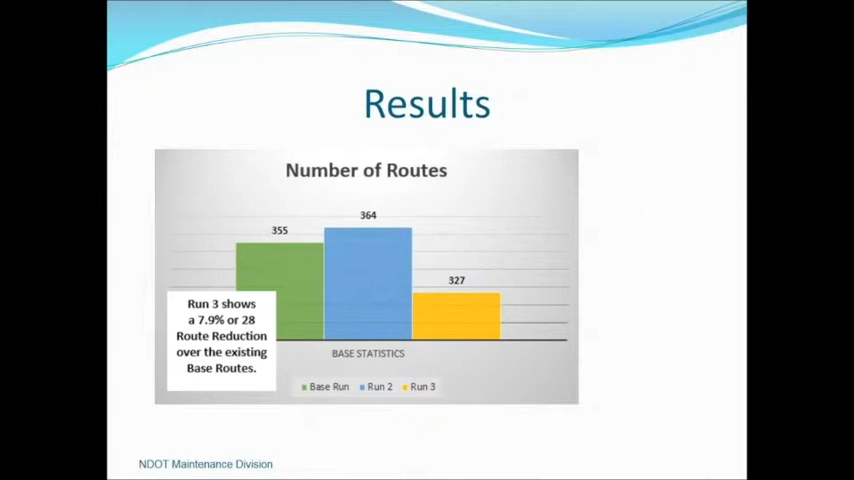 Results
Number of Routes
364
355
327
Run 3 shows
a 7.9% or 28
Route Reduction
over the existing
Base Routes.
BASE STATISTICS
Base Run Run 2 Run 3
NDOT Maintenance Division